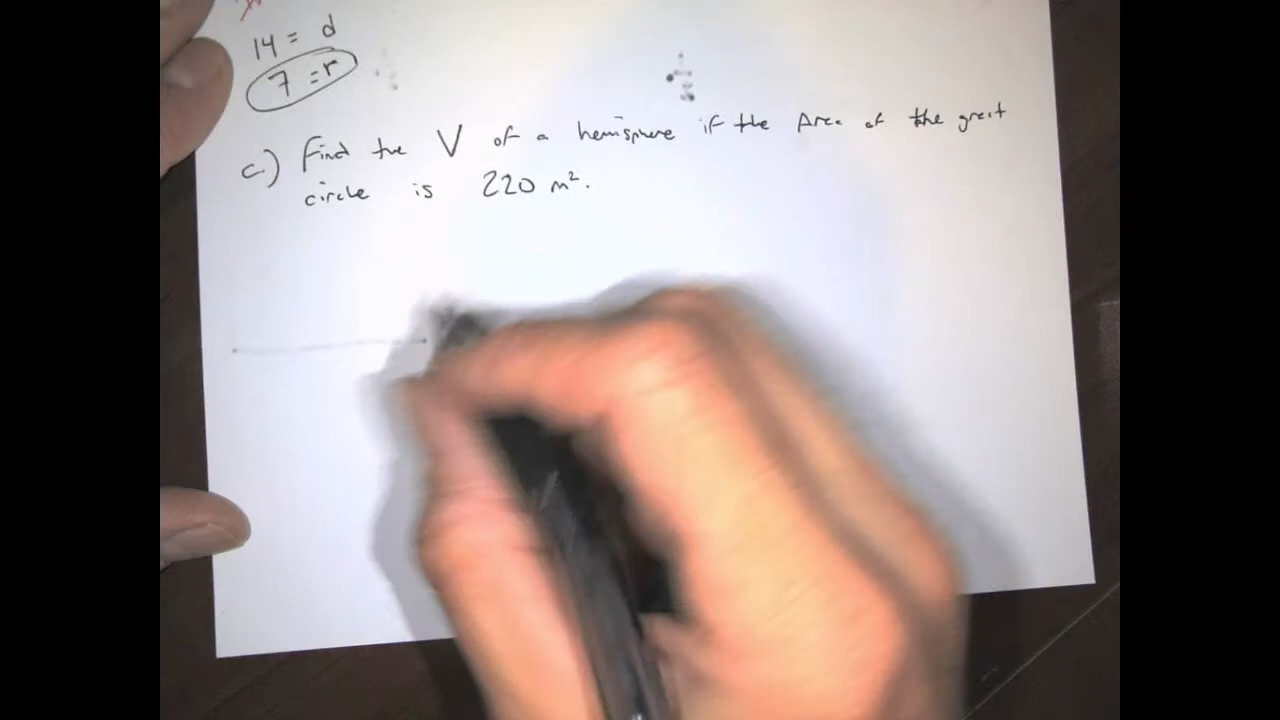 14 = d
7 = r
c.) Find the V of a hemisphere if the Area of the great
circle is 220 m².